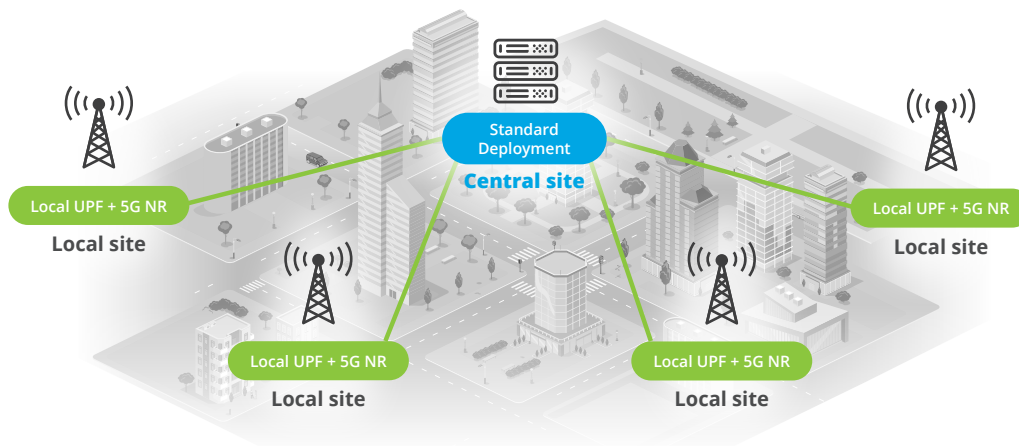 Standard
Deployment
Central site
Local UPF + 5G NR
Local site
Local UPF + 5G NR
Local site
Local UPF + 5G NR
Local site
Local UPF + 5G NR
Local site